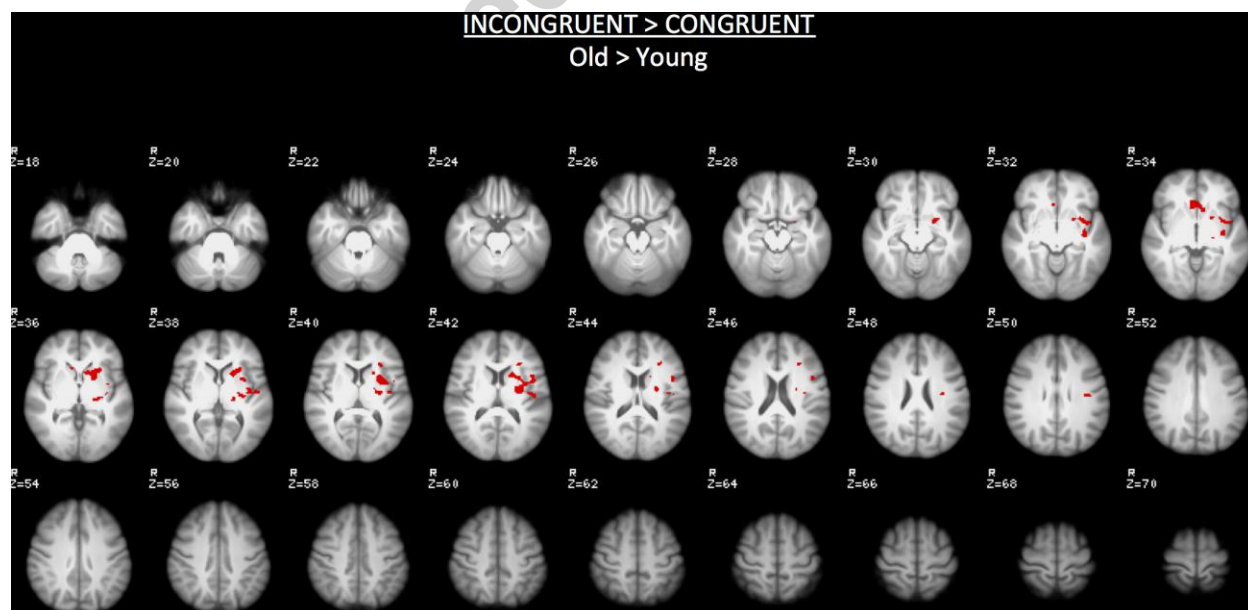 INCONGRUENT > CONGRUENT
Old > Young
R R R R R R R R R
Z=18 Z=20 Z=22 Z=24 Z=26 Z=28 Z=30 Z=32 Z=34
R R R R R R R R R
Z=36 Z=38 Z=40 Z=42 Z=44 Z=46 Z=48 Z=50 Z=52
R R R R R R R R R
Z=54 Z=56 Z=58 Z=60 Z=62 Z=64 Z=66 Z=68 Z=70